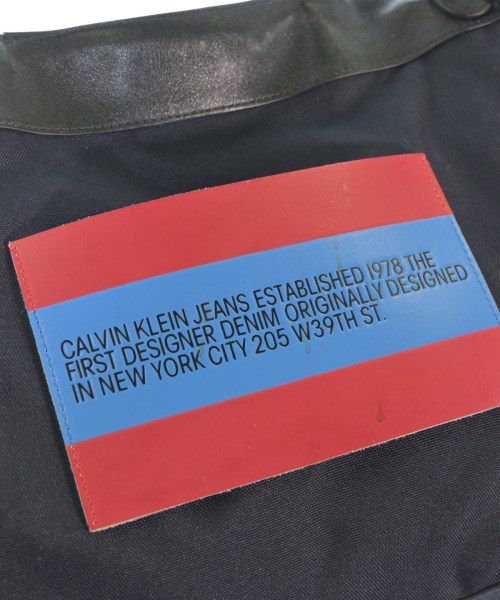 CALVIN KLEIN JEANS ESTABLISHED 1978 THE
FIRST DESIGNER DENIM ORIGINALLY DESIGNED
IN NEW YORK CITY 205 W39TH ST.